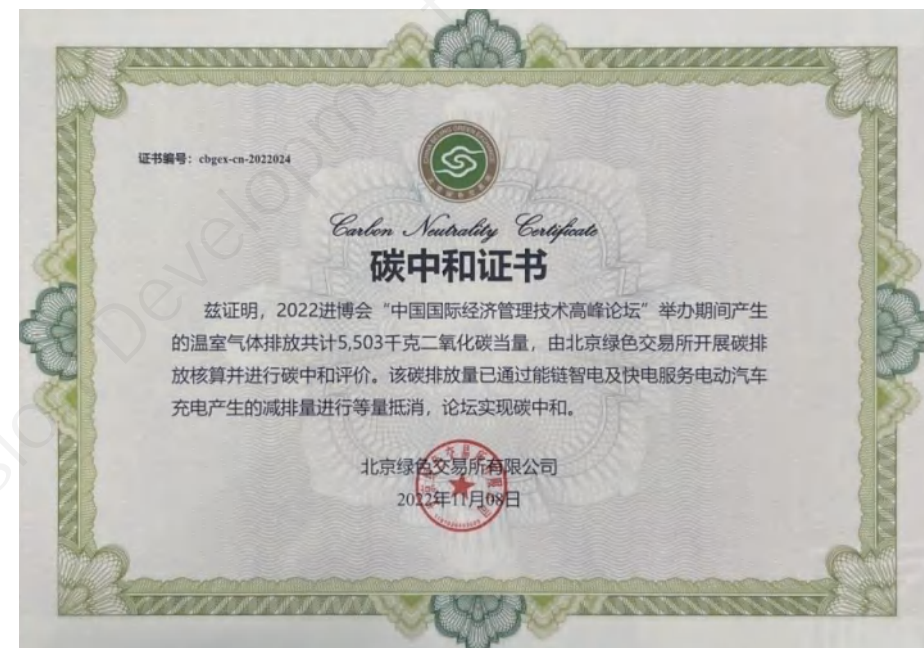 证书编号：cbgex-cn-2022024
Carbon Neutrality Certificate
碳中和证书
兹证明，2022进博会“中国国际经济管理技术高峰论坛”举办期间产生
的温室气体排放共计5,503千克二氧化碳当量，由北京绿色交易所开展碳排
放核算并进行碳中和评价。该碳排放量已通过能链智电及快电服务电动汽车
充电产生的减排量进行等量抵消，论坛实现碳中和。
北京绿色交易所有限公司
2022年11月08日
Development